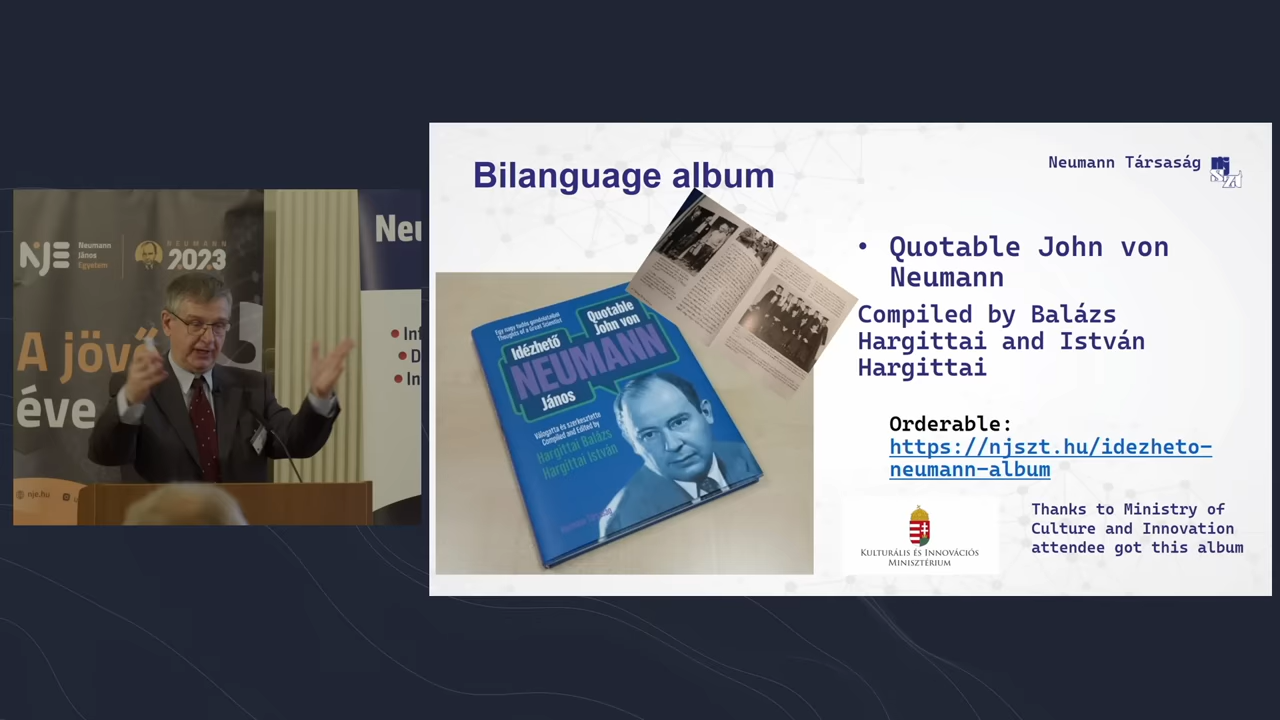 Bilanguage album
Neumann Társaság
• Quotable John von
Neumann
Compiled by Balázs
Hargittai and István
Hargittai
Orderable:
https://njszt.hu/idezheto-
neumann-album
Thanks to Ministry of
Culture and Innovation
attendee got this album
KULTURÁLIS ÉS INNOVÁCIÓS
MINISZTÉRIUM
Egy nagy tudós gondolataiból
Thoughts of a Great Scientist
Quotable
John von
Idézhető
NEUMANN
János
Válogatta és szerkesztette
Compiled and Edited by
Hargittai Balázs
Hargittai István
NJE
Neumann
János
Egyetem
NEUMANN
2023
A jövő
éve
nje.hu
Neu
• Inf
• D
• In